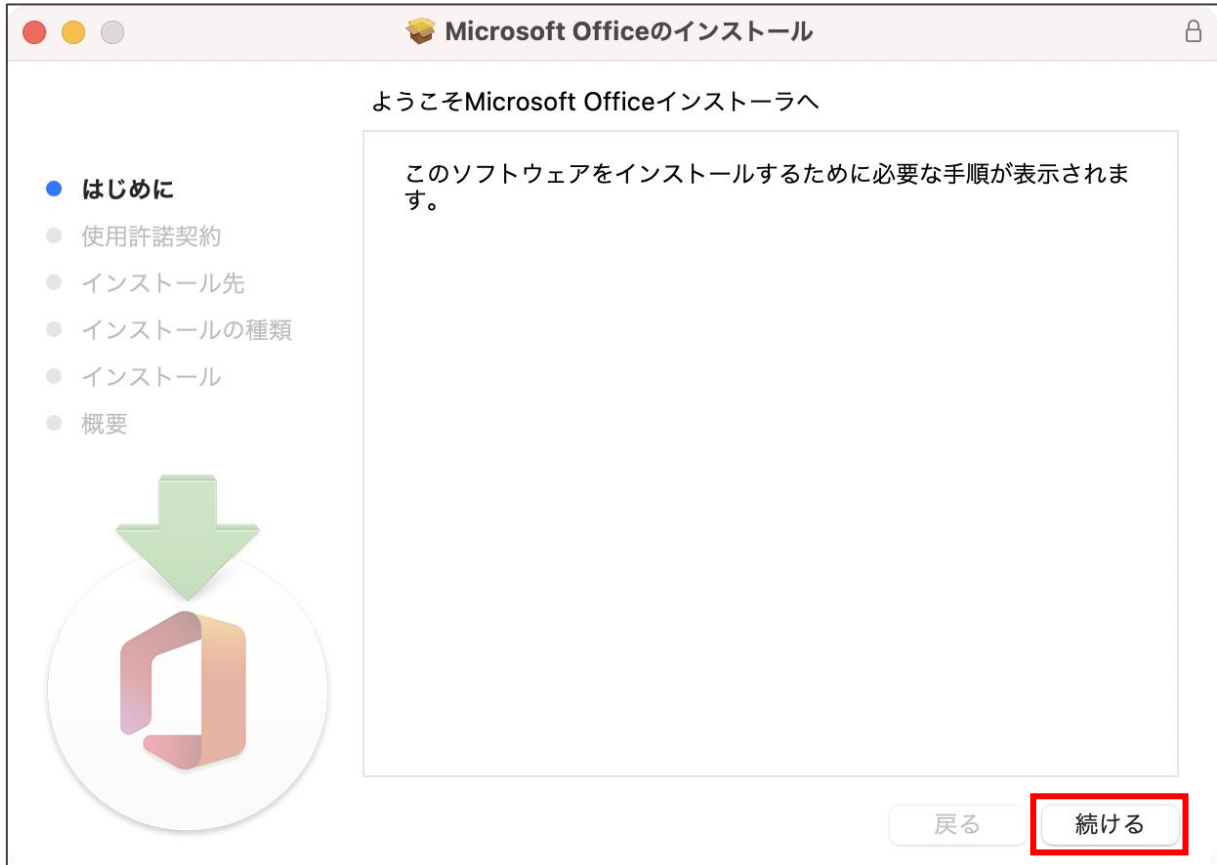 Microsoft Officeのインストール
ようこそMicrosoft Officeインストーラへ
はじめに
使用許諾契約
インストール先
インストールの種類
インストール
概要
このソフトウェアをインストールするために必要な手順が表示されま
す。
戻る
続ける